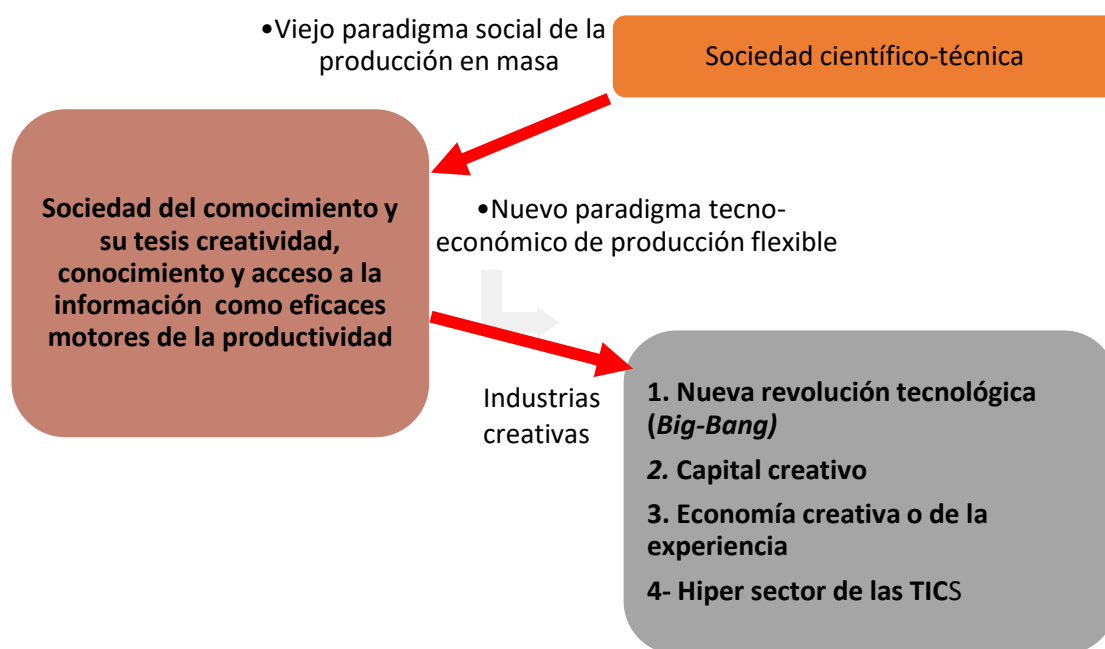 •Viejo paradigma social de la
producción en masa
Sociedad científico-técnica
Sociedad del comocimiento y
su tesis creatividad,
conocimiento y acceso a la
información como eficaces
motores de la productividad
•Nuevo paradigma tecno-
económico de producción flexible
Industrias
creativas
1. Nueva revolución tecnológica
(Big-Bang)
2. Capital creativo
3. Economía creativa o de la
experiencia
4- Hiper sector de las TICS